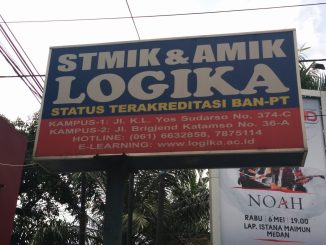 STMIK & AMIK
LOGIKA
STATUS TERAKREDITASI BAN-PT
KAMPUS-1: Jl. K.L. Yos Sudarso No. 374-C
KAMPUS-2: Jl. Brigjend Katamso No. 36-A
HOTLINE: (061) 6632858, 7875114
E-LEARNING: www.logika.ac.id
NOAH
RABU : 6 MEI : 19.00
LAP. ISTANA MAIMUN
MEDAN